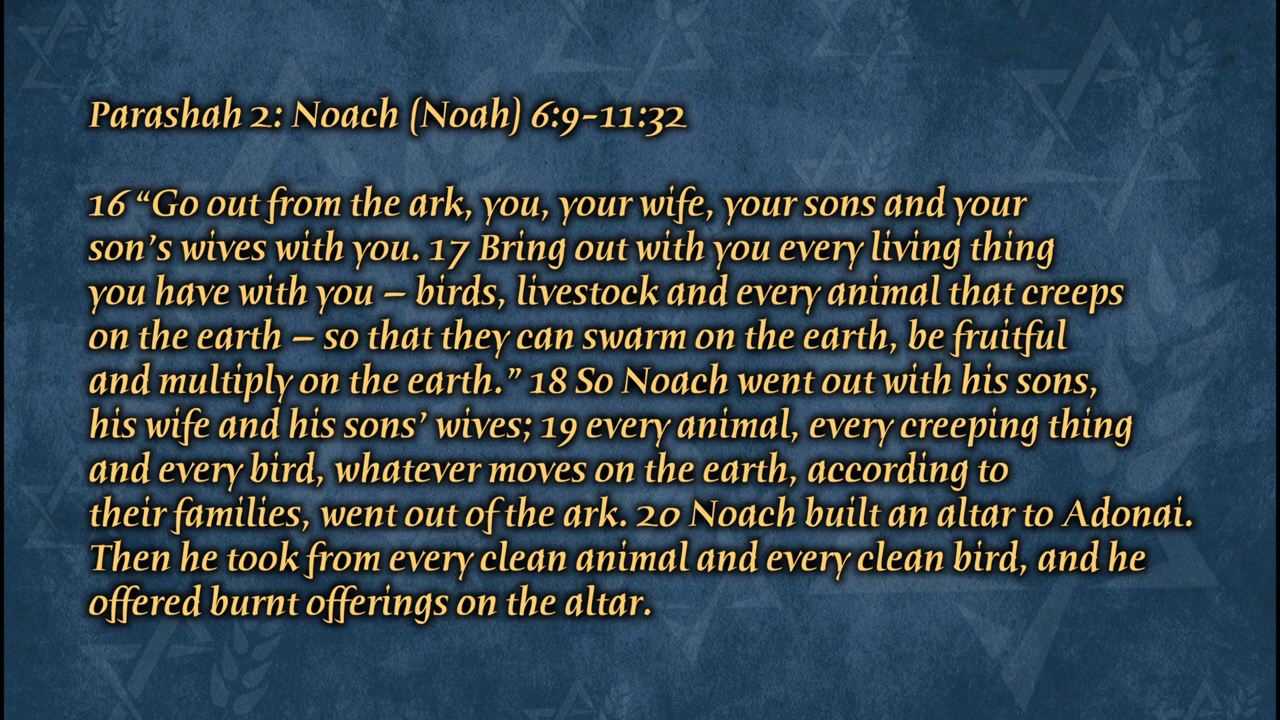 Parashah 2: Noach (Noah) 6:9-11:32
16 “Go out from the ark, you, your wife, your sons and your
son’s wives with you. 17 Bring out with you every living thing
you have with you – birds, livestock and every animal that creeps
on the earth – so that they can swarm on the earth, be fruitful
and multiply on the earth.” 18 So Noach went out with his sons,
his wife and his sons’ wives; 19 every animal, every creeping thing
and every bird, whatever moves on the earth, according to
their families, went out of the ark. 20 Noach built an altar to Adonai.
Then he took from every clean animal and every clean bird, and he
offered burnt offerings on the altar.